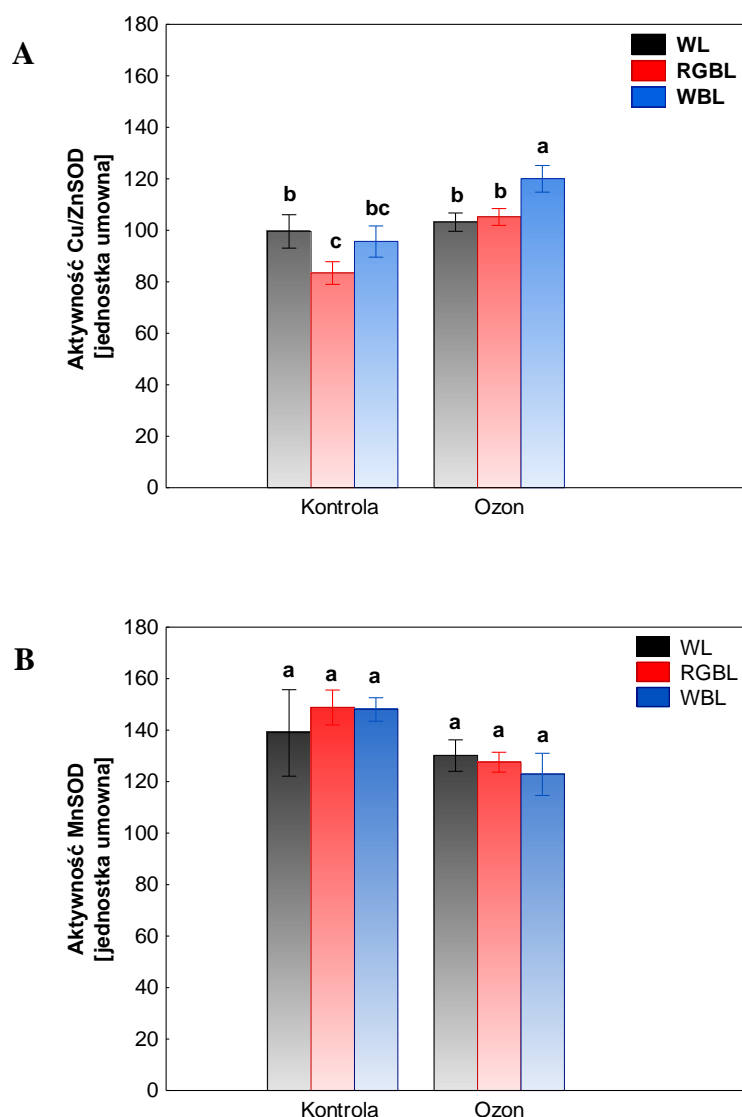 A
Aktywność Cu/ZnSOD
[jednostka umowna]
180
160
140
120
100
80
60
40
20
0
WL
RGBL
WBL
b
c
bc
b
b
a
Kontrola
Ozon
B
Aktywność MnSOD
[jednostka umowna]
180
160
140
120
100
80
60
40
20
0
WL
RGBL
WBL
a
a
a
a
a
a
Kontrola
Ozon